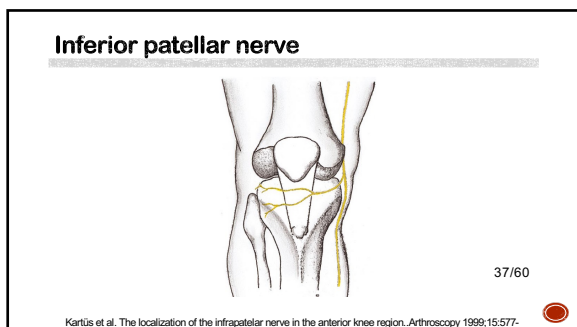 Inferior patellar nerve
37/60
Kartüs et al. The localization of the infrapatelar nerve in the anterior knee region..Arthroscopy 1999;15:577-